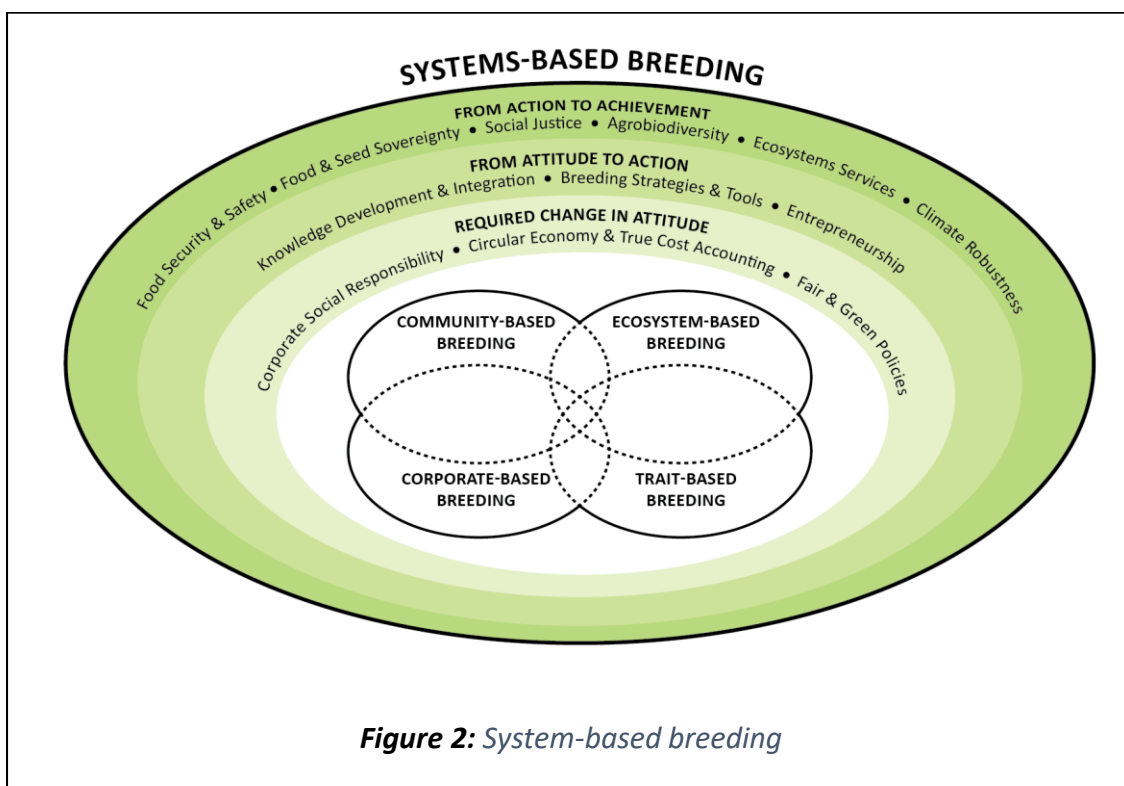 SYSTEMS-BASED BREEDING
FROM ACTION TO ACHIEVEMENT
Food Security & Safety • Food & Seed Sovereignty • Social Justice • Agrobiodiversity • Ecosystems Services • Climate Robustness
FROM ATTITUDE TO ACTION
Knowledge Development & Integration • Breeding Strategies & Tools • Entrepreneurship
REQUIRED CHANGE IN ATTITUDE
Corporate Social Responsibility • Circular Economy & True Cost Accounting • Fair & Green Policies
COMMUNITY-BASED
BREEDING
ECOSYSTEM-BASED
BREEDING
CORPORATE-BASED
BREEDING
TRAIT-BASED
BREEDING
Figure 2: System-based breeding